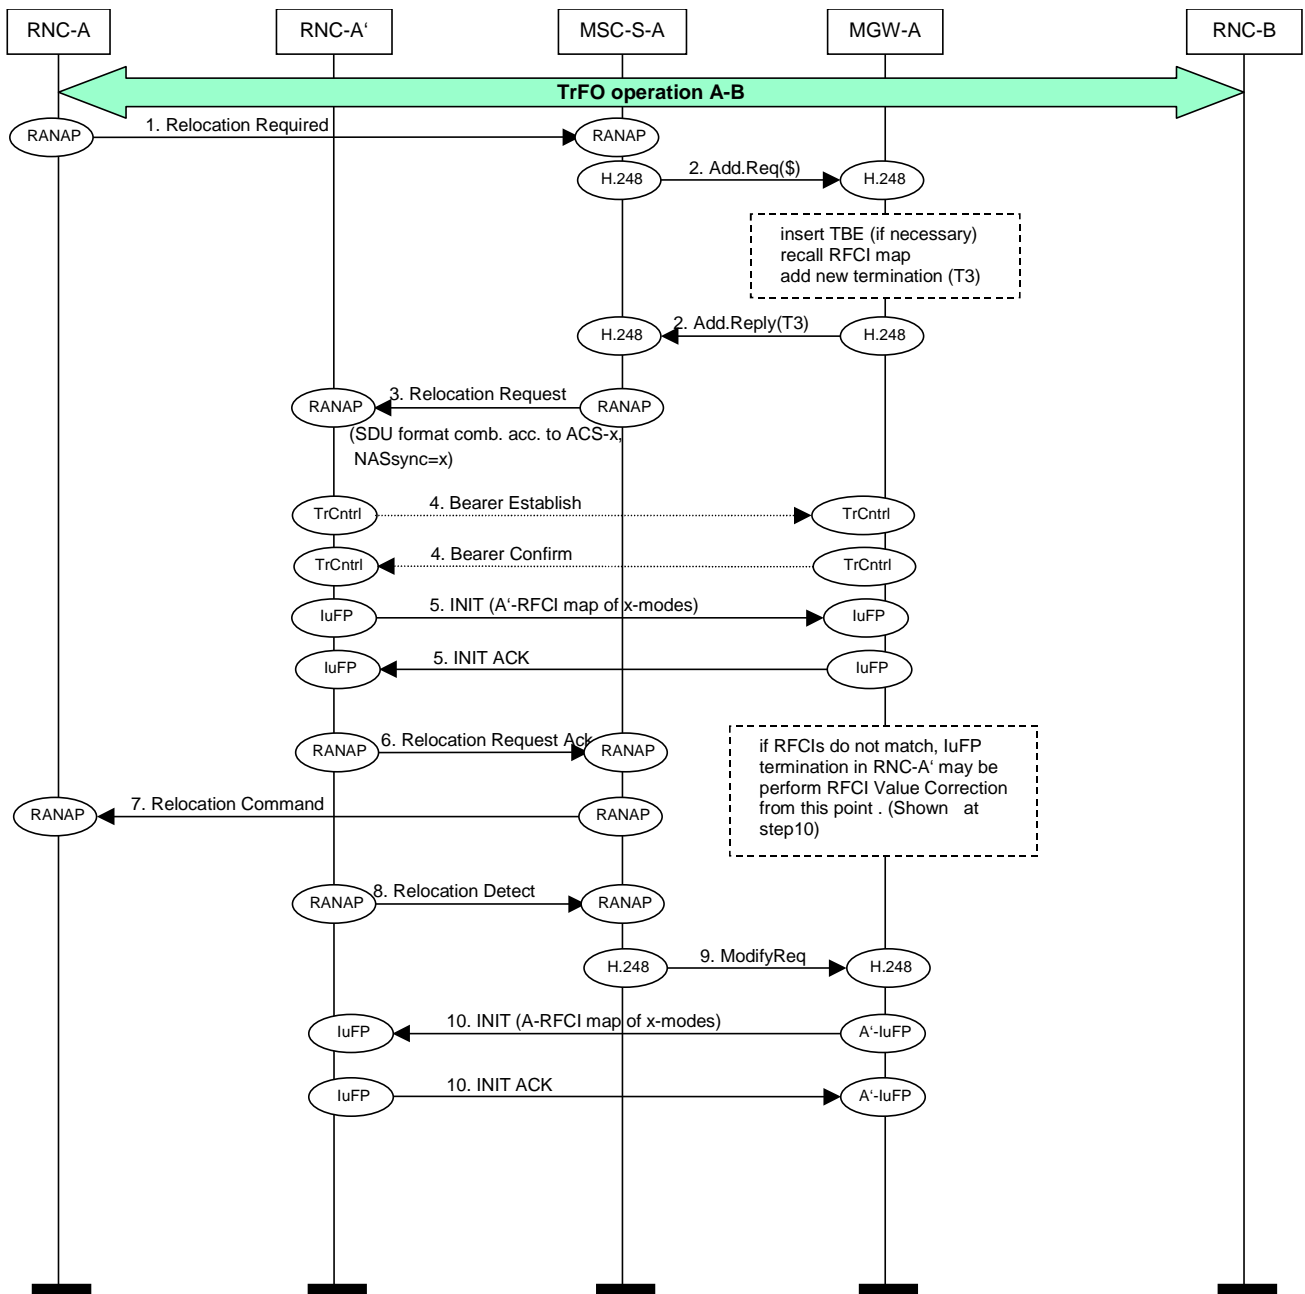 RNC-A
RNC-A‘
MSC-S-A
MGW-A
RNC-B
TrFO operation A-B
RANAP
1. Relocation Required
RANAP
H.248
2. Add.Req($)
H.248
insert TBE (if necessary)
recall RFCI map
add new termination (T3)
H.248
2. Add.Reply(T3)
H.248
RANAP
3. Relocation Request
RANAP
(SDU format comb. acc. to ACS-x,
NASsync=x)
TrCntrl
4. Bearer Establish
TrCntrl
TrCntrl
4. Bearer Confirm
TrCntrl
IuFP
5. INIT (A‘-RFCI map of x-modes)
IuFP
IuFP
5. INIT ACK
IuFP
RANAP
6. Relocation Request Ack
RANAP
if RFCIs do not match, IuFP
termination in RNC-A‘ may be
perform RFCI Value Correction
from this point . (Shown at
step10)
RANAP
7. Relocation Command
RANAP
RANAP
8. Relocation Detect
RANAP
H.248
9. ModifyReq
H.248
IuFP
10. INIT (A-RFCI map of x-modes)
A‘-IuFP
IuFP
10. INIT ACK
A‘-IuFP